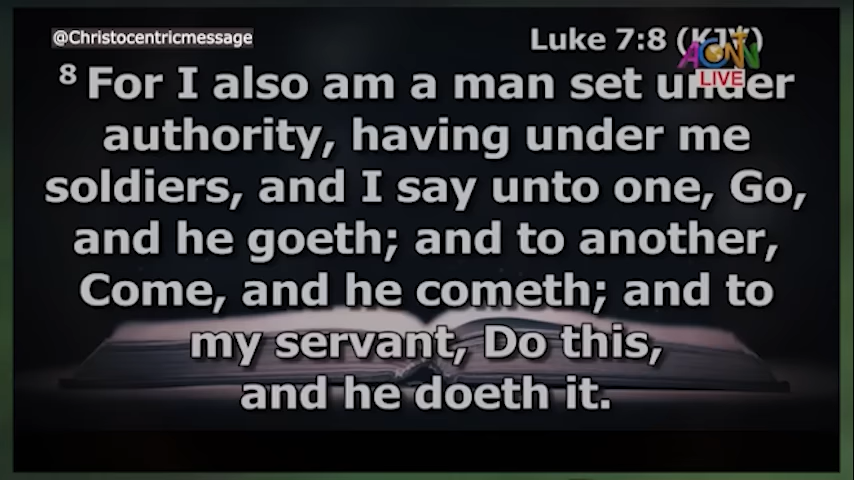 @Christocentricmessage
Luke 7:8 (KJV)
ACNN
LIVE
8 For I also am a man set under
authority, having under me
soldiers, and I say unto one, Go,
and he goeth; and to another,
Come, and he cometh; and to
my servant, Do this,
and he doeth it.